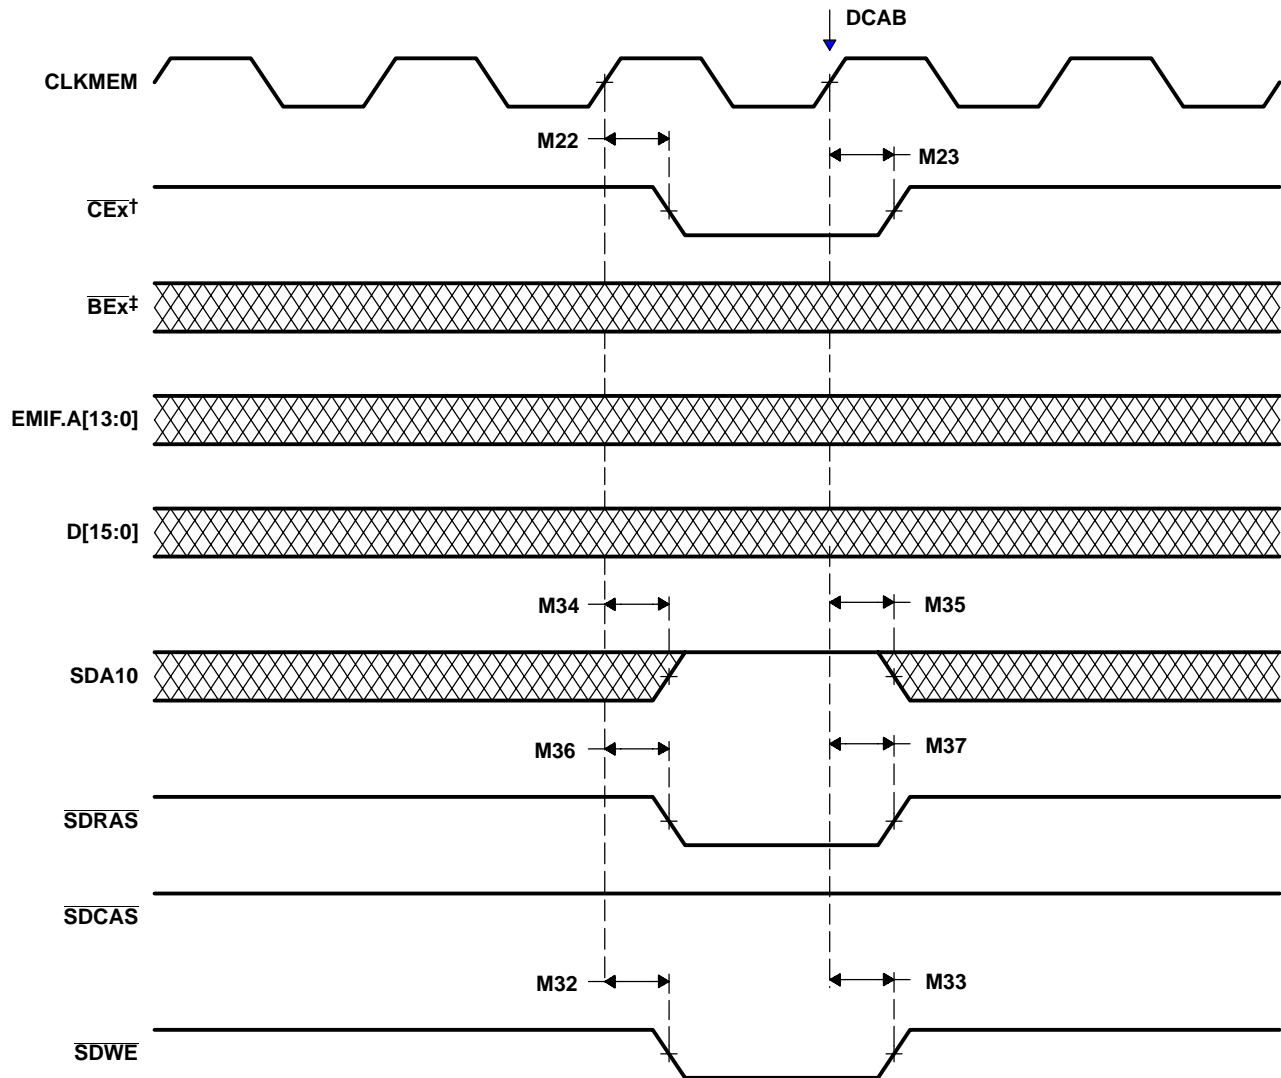 DCAB
CLKMEM
M22
M23
CEx†
BEx‡
EMIF.A[13:0]
D[15:0]
M34
M35
SDA10
M36
M37
SDRAS
SDCAS
M32
M33
SDWE